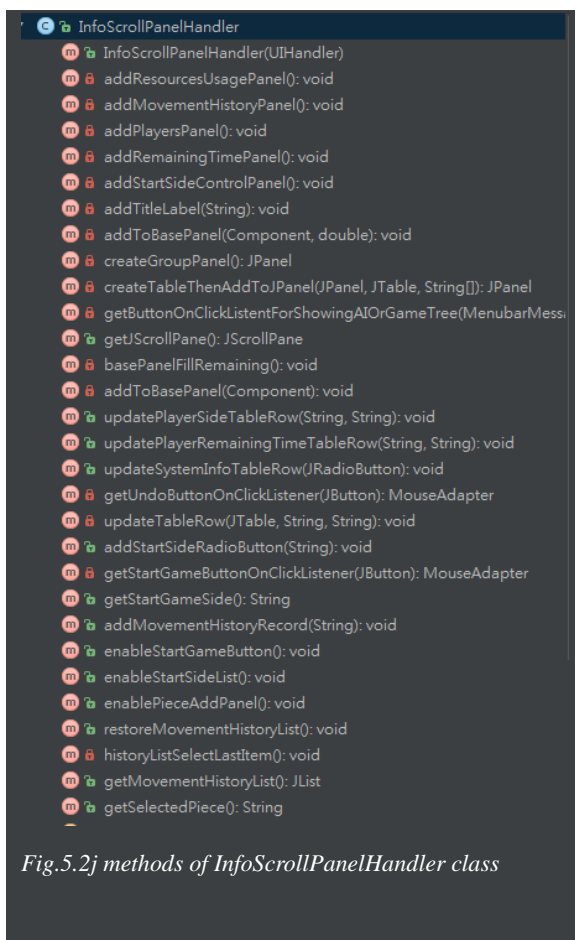 InfoScrollPanelHandler
InfoScrollPanelHandler(UIHandler)
addResourcesUsagePanel(): void
addMovementHistoryPanel(): void
addPlayersPanel(): void
addRemainingTimePanel(): void
addStartSideControlPanel(): void
addTitleLabel(String): void
addToBasePanel(Component, double): void
createGroupPanel(): JPanel
createTableThenAddToJPanel(JPanel, JTable, String[]): JPanel
getButtonOnClickListentForShowingAIOrGameTree(MenubarMessa
getJScrollPane(): JScrollPane
basePanelFillRemaining(): void
addToBasePanel(Component): void
updatePlayerSideTableRow(String, String): void
updatePlayerRemainingTimeTableRow(String, String): void
updateSystemInfoTableRow(JRadioButton): void
getUndoButtonOnClickListener(JButton): MouseAdapter
updateTableRow(JTable, String, String): void
addStartSideRadioButton(String): void
getStartGameButtonOnClickListener(JButton): MouseAdapter
getStartGameSide(): String
addMovementHistoryRecord(String): void
enableStartGameButton(): void
enableStartSideList(): void
enablePieceAddPanel(): void
restoreMovementHistoryList(): void
historyListSelectLastItem(): void
getMovementHistoryList(): JList
getSelectedPiece(): String
Fig.5.2j methods of InfoScrollPanelHandler class